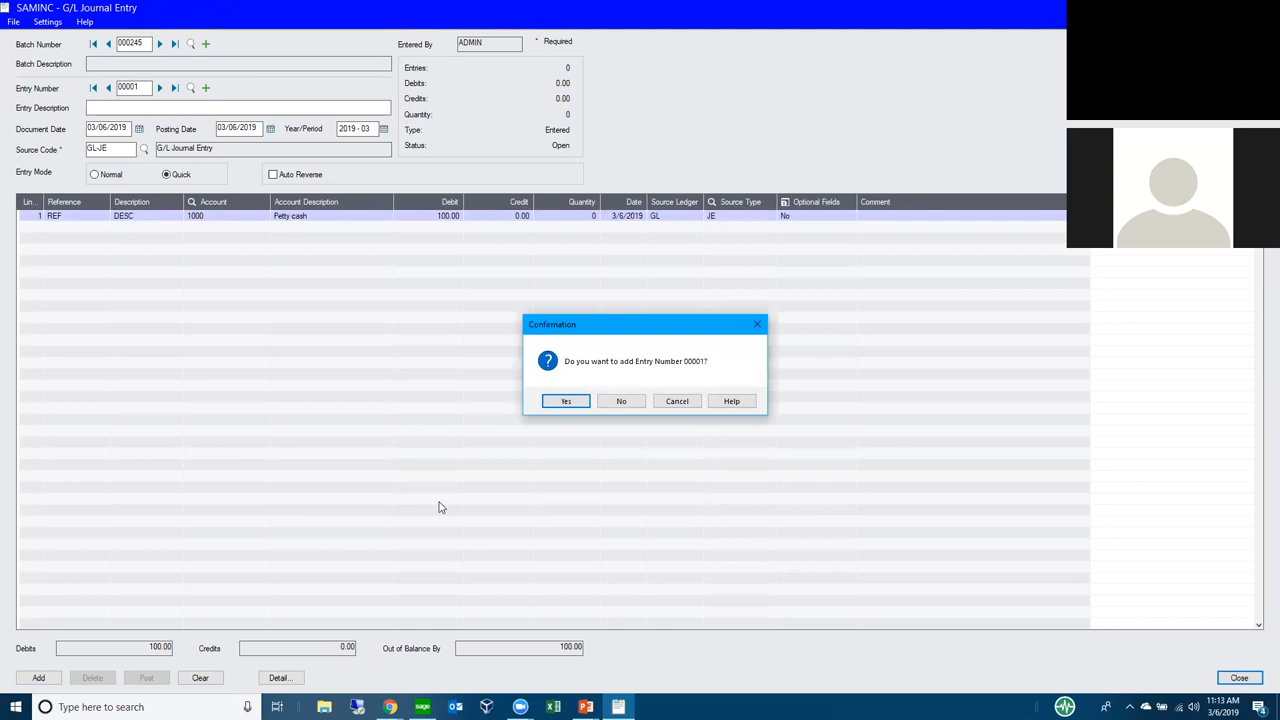 SAMINC - G/L Journal Entry
File Settings Help
Batch Number 000245 Entered By ADMIN * Required
Batch Description
Entries: 0
Debits: 0.00
Entry Number 00001
Credits: 0.00
Entry Description
Quantity: 0
Document Date 03/06/2019 Posting Date 03/06/2019 Year/Period 2019 - 03
Type: Entered
Source Code * GL-JE G/L Journal Entry
Status: Open
Entry Mode Normal Quick Auto Reverse
Lin... Reference Description Account Account Description Debit Credit Quantity Date Source Ledger Source Type Optional Fields Comment
1 REF DESC 1000 Petty cash 100.00 0.00 0 3/6/2019 GL JE No
Confirmation
Do you want to add Entry Number 00001?
Yes No Cancel Help
Debits 100.00 Credits 0.00 Out of Balance By 100.00
Add Delete Post Clear Detail... Close
Type here to search
sage
11:13 AM
3/6/2019
4